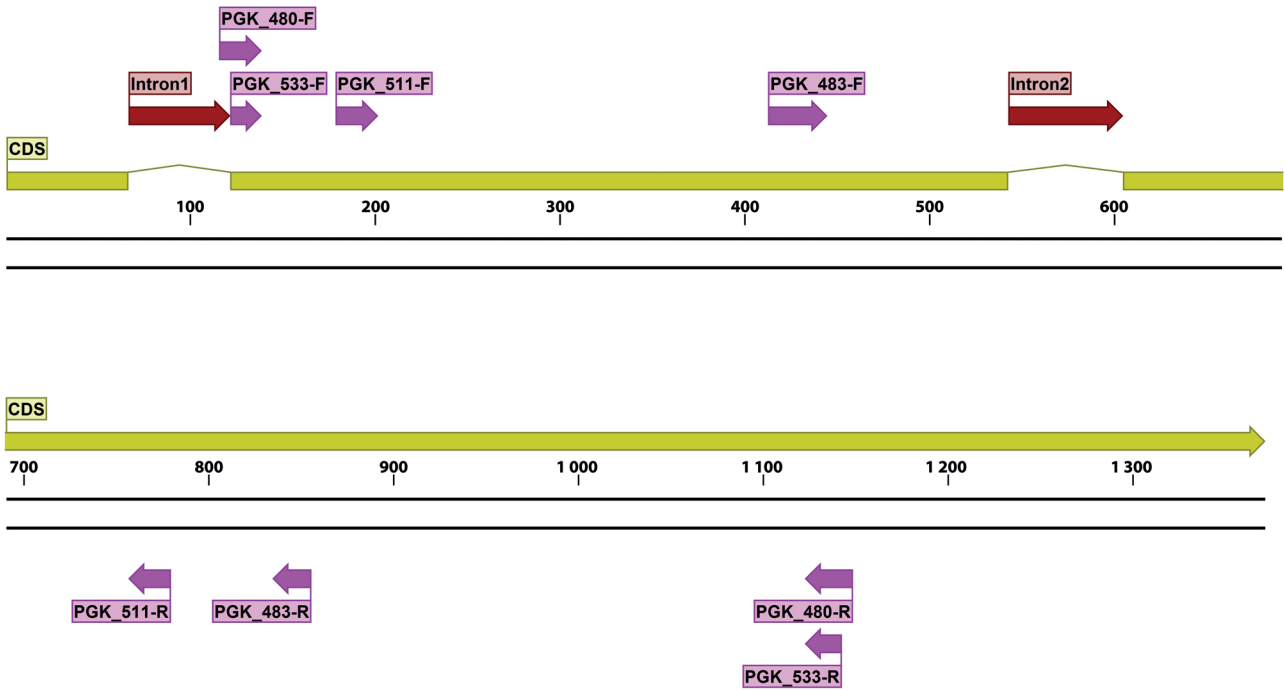 PGK_480-F
Intron1
PGK_533-F
PGK_511-F
PGK_483-F
Intron2
CDS
100
200
300
400
500
600
CDS
700
800
900
1 000
1 100
1 200
1 300
PGK_511-R
PGK_483-R
PGK_480-R
PGK_533-R